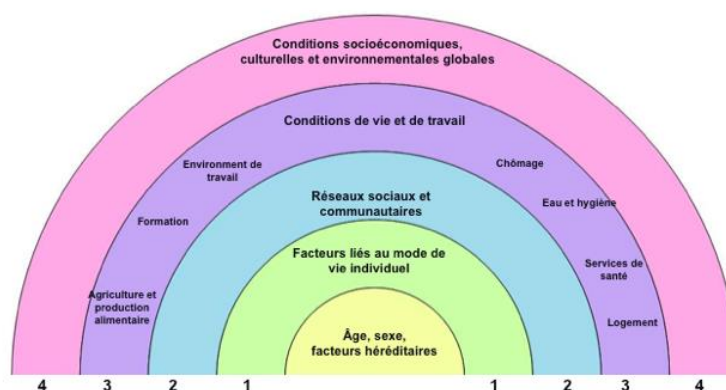 Conditions socioéconomiques,
culturelles et environnementales globales
Conditions de vie et de travail
Environment de
travail
Chômage
Formation
Réseaux sociaux et
communautaires
Eau et hygiène
Facteurs liés au mode de
vie individuel
Services de
santé
Agriculture et
production
alimentaire
Logement
Âge, sexe,
facteurs héréditaires
4 3 2 1 1 2 3 4